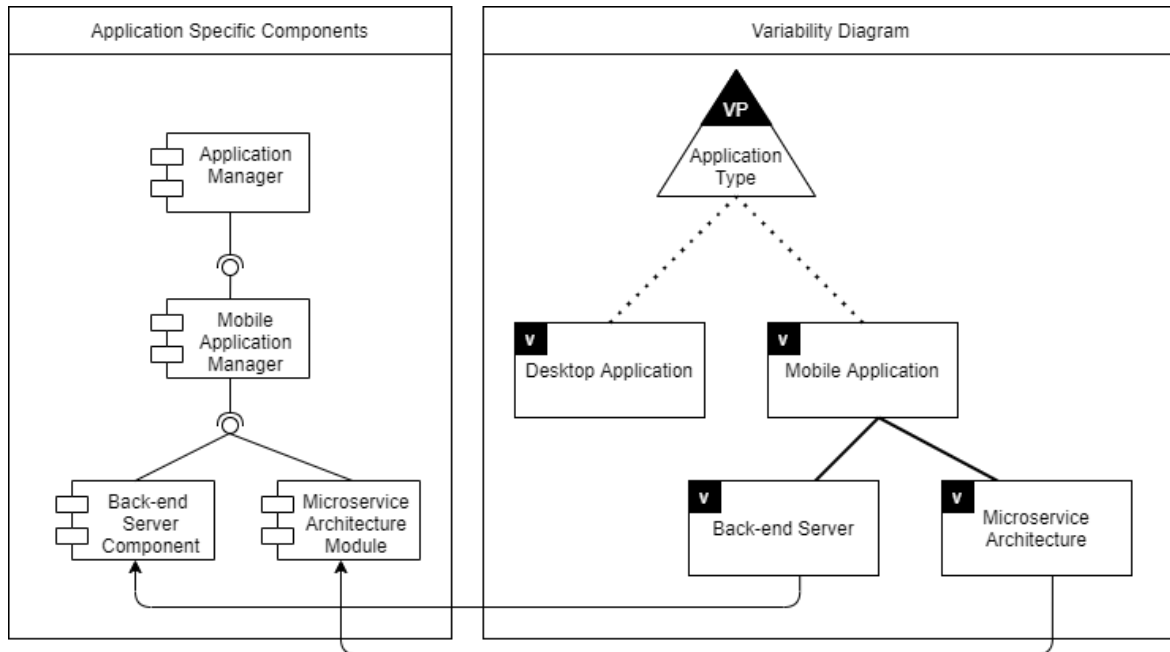 Application Specific Components
Variability Diagram
Application
Manager
Mobile
Application
Manager
Back-end
Server
Component
Microservice
Architecture
Module
VP
Application
Type
v
Desktop Application
v
Mobile Application
v
Back-end Server
v
Microservice
Architecture